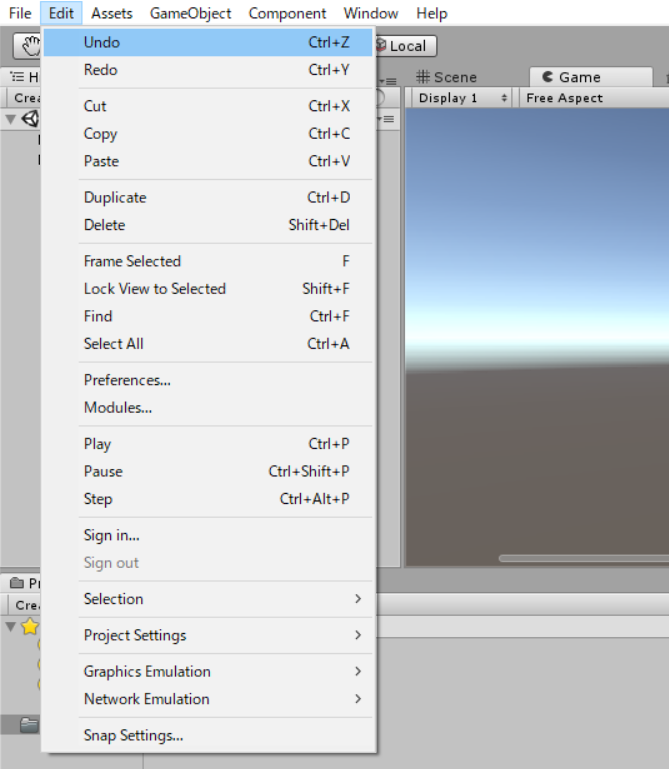 File Edit Assets GameObject Component Window Help
Local
Scene Game
Display 1 Free Aspect
Undo Ctrl+Z
Redo Ctrl+Y
Cut Ctrl+X
Copy Ctrl+C
Paste Ctrl+V
Duplicate Ctrl+D
Delete Shift+Del
Frame Selected F
Lock View to Selected Shift+F
Find Ctrl+F
Select All Ctrl+A
Preferences...
Modules...
Play Ctrl+P
Pause Ctrl+Shift+P
Step Ctrl+Alt+P
Sign in...
Sign out
Selection
Project Settings
Graphics Emulation
Network Emulation
Snap Settings...